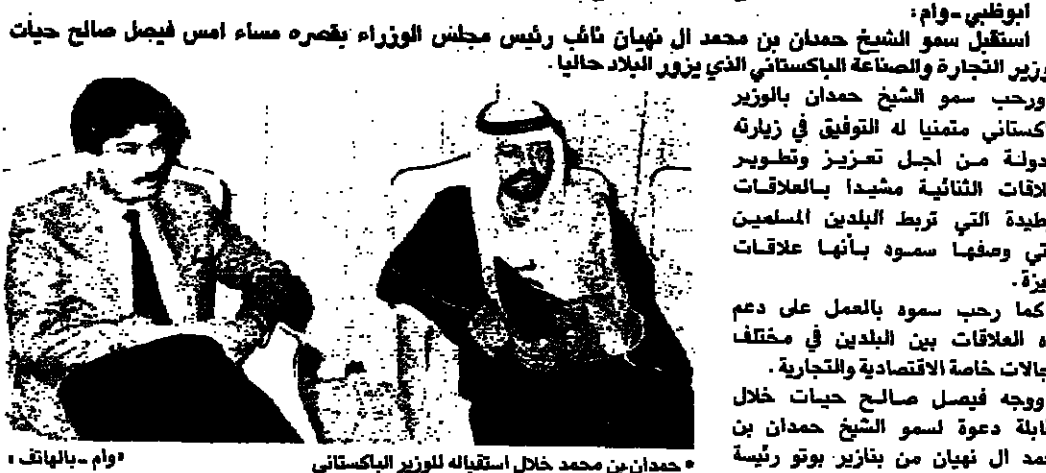 ابوظبي ـ وام :
استقبل سمو الشيخ حمدان بن محمد ال نهيان نائب رئيس مجلس الوزراء بقصره مساء امس فيصل صالح حيات
وزير التجارة والصناعة الباكستاني الذي يزور البلاد حاليا .
ورحب سمو الشيخ حمدان بالوزير
كستاني متمنيا له التوفيق في زيارته
دولة من اجل تعزيز وتطوير
لاقات الثنائية مشيدا بالعلاقات
طيدة التي تربط البلدين المسلمين
تي وصفها سموه بأنها علاقات
يزة .
كما رحب سموه بالعمل على دعم
ه العلاقات بين البلدين في مختلف
جالات خاصة الاقتصادية والتجارية .
ووجه فيصل صالح حيات خلال
ابلة دعوة لسمو الشيخ حمدان بن
مد ال نهيان من بنازير بوتو رئيسة
* حمدان بن محمد خلال استقباله للوزير الباكستاني
«وام ـ بالهاتف»